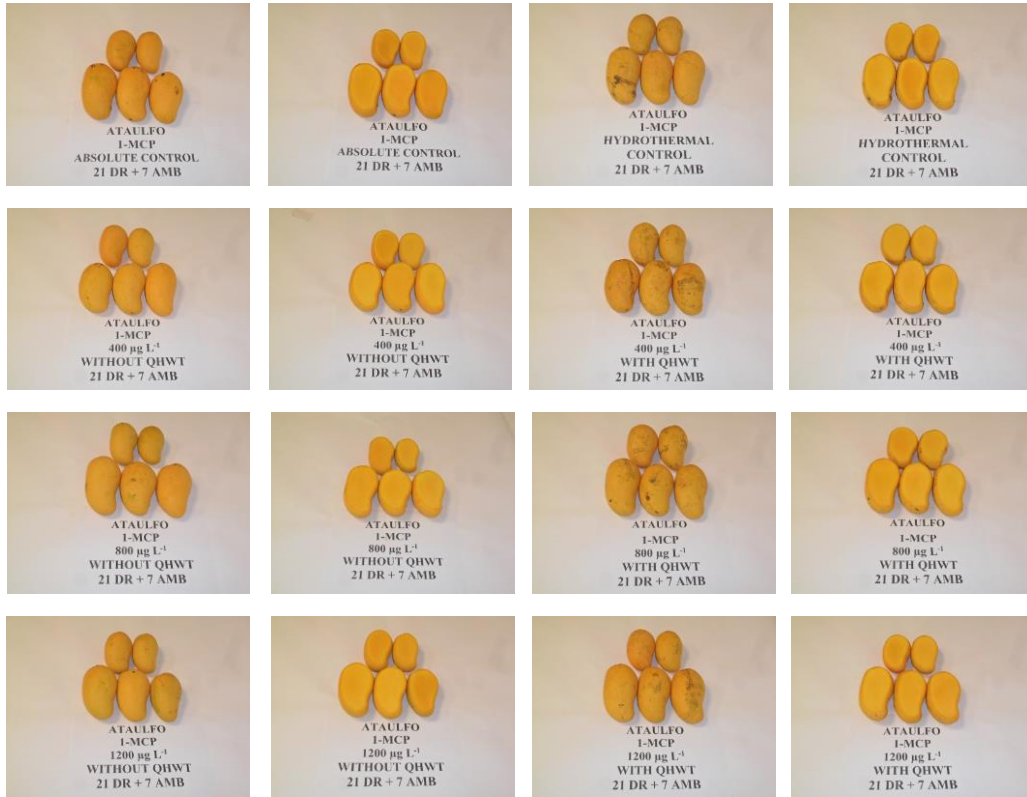 ATAULFO
1-MCP
ABSOLUTE CONTROL
21 DR + 7 AMB
ATAULFO
1-MCP
ABSOLUTE CONTROL
21 DR + 7 AMB
ATAULFO
1-MCP
HYDROTHERMAL
CONTROL
21 DR + 7 AMB
ATAULFO
1-MCP
HYDROTHERMAL
CONTROL
21 DR + 7 AMB
ATAULFO
1-MCP
400 µg L⁻¹
WITHOUT QHWT
21 DR + 7 AMB
ATAULFO
1-MCP
400 µg L⁻¹
WITHOUT QHWT
21 DR + 7 AMB
ATAULFO
1-MCP
400 µg L⁻¹
WITH QHWT
21 DR + 7 AMB
ATAULFO
1-MCP
400 µg L⁻¹
WITH QHWT
21 DR + 7 AMB
ATAULFO
1-MCP
800 µg L⁻¹
WITHOUT QHWT
21 DR + 7 AMB
ATAULFO
1-MCP
800 µg L⁻¹
WITHOUT QHWT
21 DR + 7 AMB
ATAULFO
1-MCP
800 µg L⁻¹
WITH QHWT
21 DR + 7 AMB
ATAULFO
1-MCP
800 µg L⁻¹
WITH QHWT
21 DR + 7 AMB
ATAULFO
1-MCP
1200 µg L⁻¹
WITHOUT QHWT
21 DR + 7 AMB
ATAULFO
1-MCP
1200 µg L⁻¹
WITHOUT QHWT
21 DR + 7 AMB
ATAULFO
1-MCP
1200 µg L⁻¹
WITH QHWT
21 DR + 7 AMB
ATAULFO
1-MCP
1200 µg L⁻¹
WITH QHWT
21 DR + 7 AMB